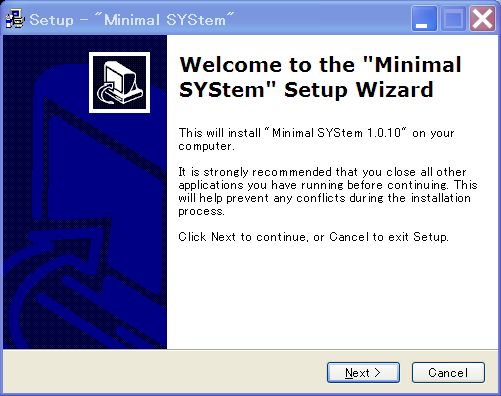 Setup - "Minimal SYStem"
Welcome to the "Minimal
SYStem" Setup Wizard
This will install "Minimal SYStem 1.0.10" on your
computer.
It is strongly recommended that you close all other
applications you have running before continuing. This
will help prevent any conflicts during the installation
process.
Click Next to continue, or Cancel to exit Setup.
Next >
Cancel